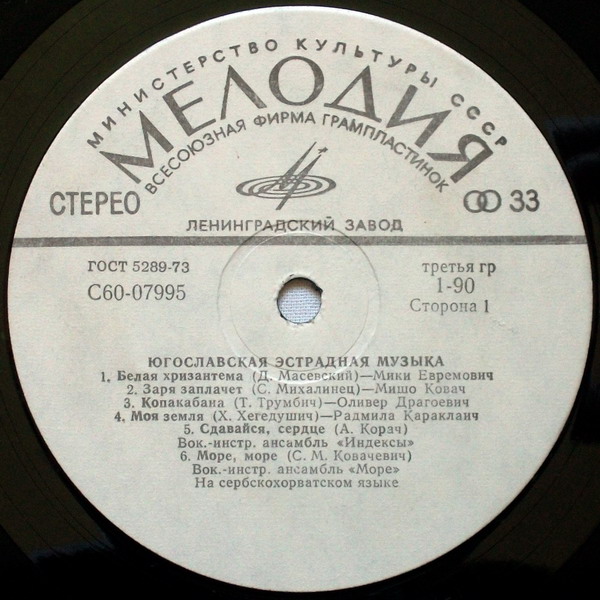 МИНИСТЕРСТВО КУЛЬТУРЫ СССР
МЕЛОДИЯ
ВСЕСОЮЗНАЯ ФИРМА ГРАМПЛАСТИНОК
СТЕРЕО
33
ЛЕНИНГРАДСКИЙ ЗАВОД
ГОСТ 5289-73
С60-07995
третья гр
1-90
Сторона 1
ЮГОСЛАВСКАЯ ЭСТРАДНАЯ МУЗЫКА
1. Белая хризантема (Д. Масевский)—Мики Евремович
2. Заря заплачет (С. Михалинец)—Мишо Ковач
3. Копакабана (Т. Трумбич)—Оливер Драгоевич
4. Моя земля (Х. Хегедушич)—Радмила Караклаич
5. Сдавайся, сердце (А. Корач)
Вок.-инстр. ансамбль «Индексы»
6. Море, море (С. М. Ковачевич)
Вок.-инстр. ансамбль «Море»
На сербскохорватском языке